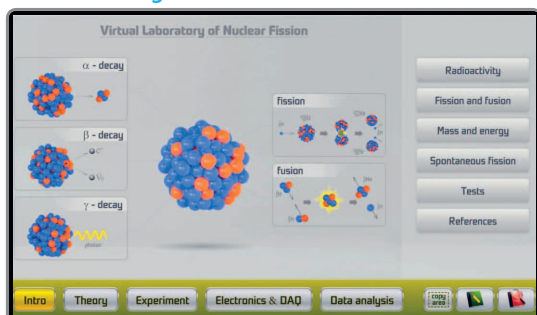 Virtual Laboratory of Nuclear Fission
α - decay
β - decay
γ - decay
photon
fission
fusion
Radioactivity
Fission and fusion
Mass and energy
Spontaneous fission
Tests
References
Intro
Theory
Experiment
Electronics & DAQ
Data analysis
copy
area